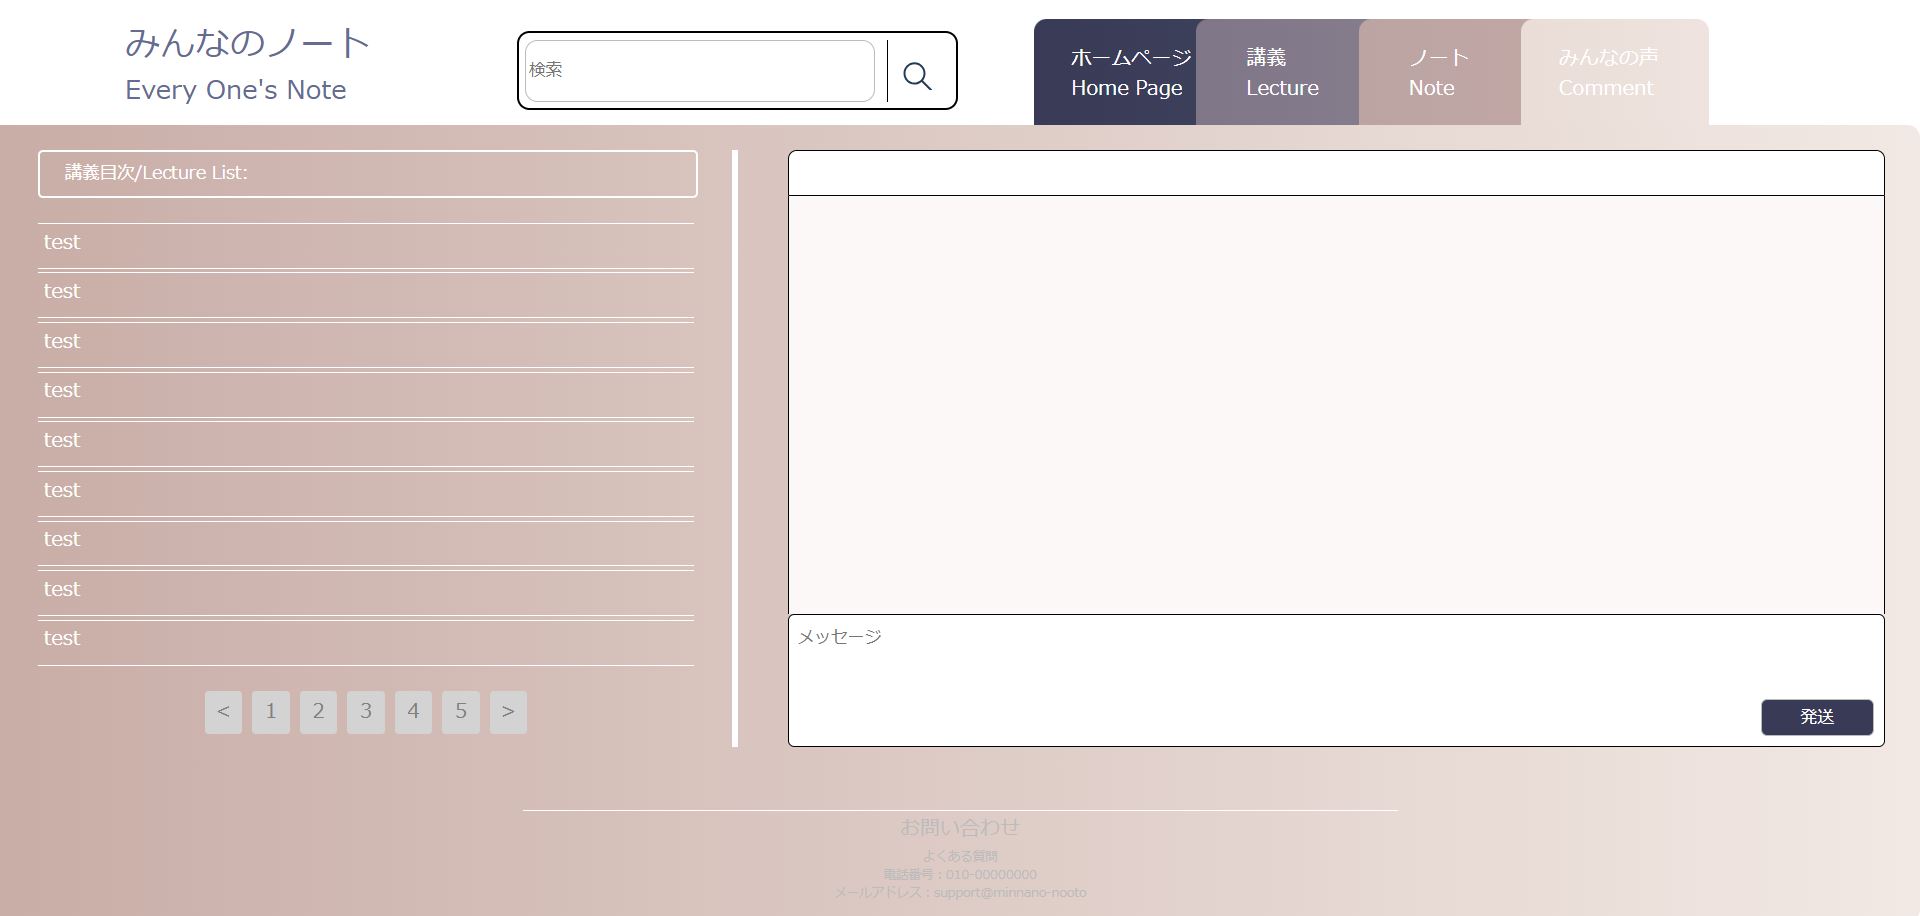 みんなのノート
Every One's Note
検索
ホームページ
Home Page
講義
Lecture
ノート
Note
みんなの声
Comment
講義目次/Lecture List:
test
test
test
test
test
test
test
test
test
< 1 2 3 4 5 >
メッセージ
発送
お問い合わせ
よくある質問
電話番号：010-00000000
メールアドレス：support@minnano-nooto